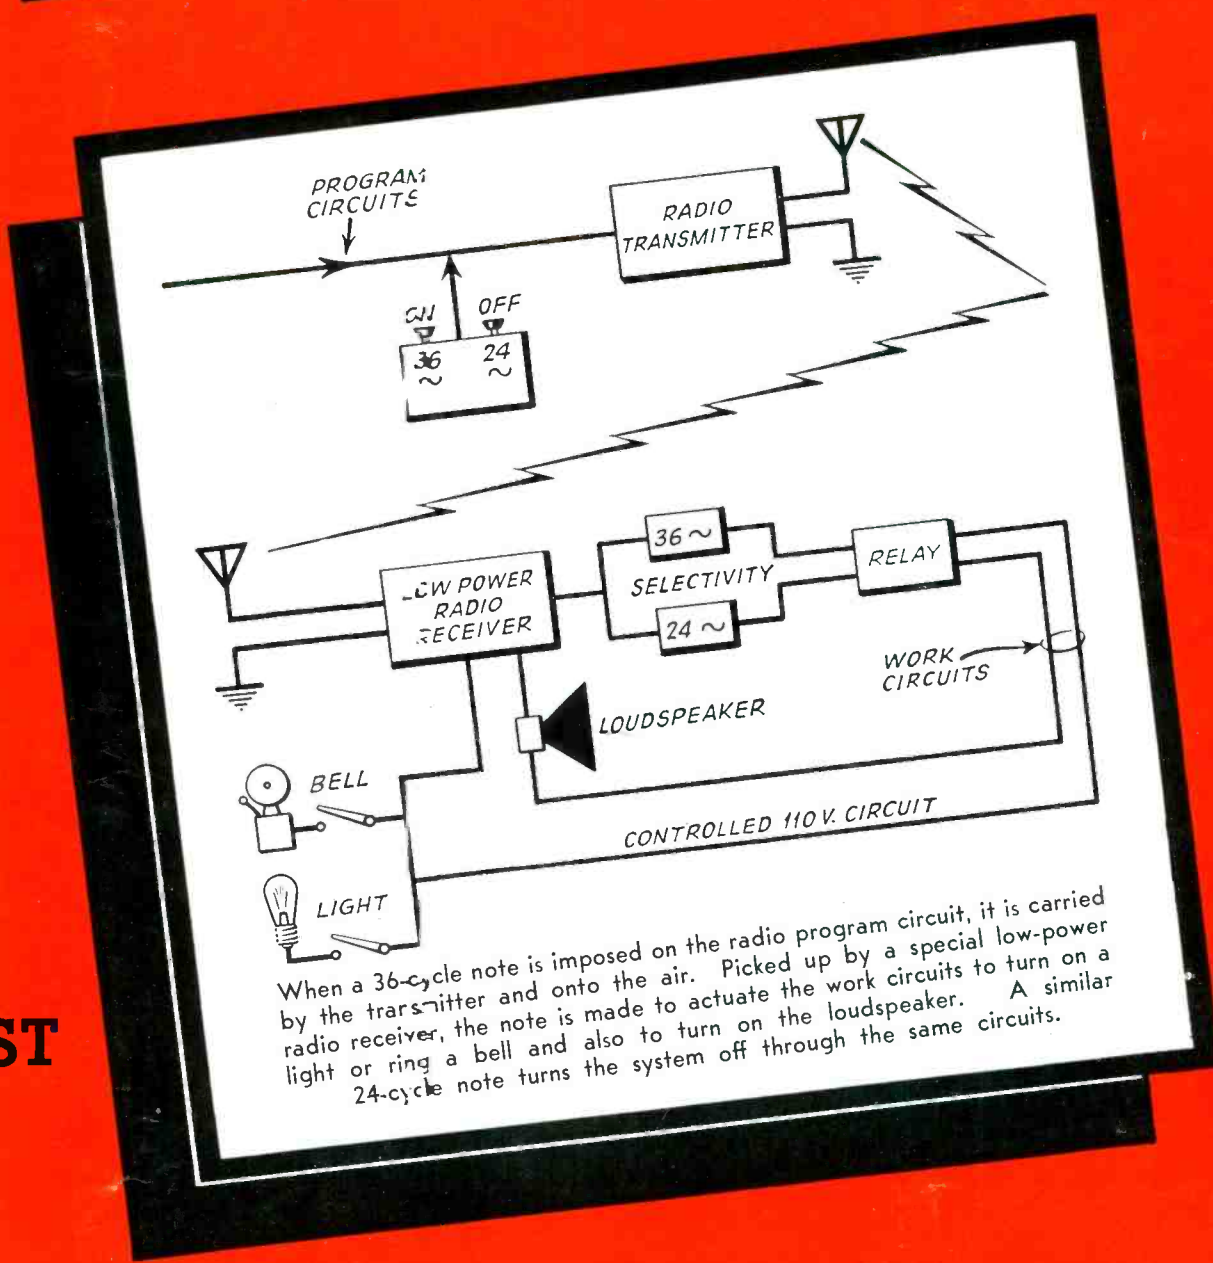 PROGRAM
CIRCUITS
RADIO
TRANSMITTER
ON OFF
36 24
~ ~
36 ~
SELECTIVITY
24 ~
RELAY
LOW POWER
RADIO
RECEIVER
WORK
CIRCUITS
LOUDSPEAKER
BELL
CONTROLLED 110 V. CIRCUIT
LIGHT
When a 36-cycle note is imposed on the radio program circuit, it is carried
by the transmitter and onto the air. Picked up by a special low-power
radio receiver, the note is made to actuate the work circuits to turn on a
light or ring a bell and also to turn on the loudspeaker. A similar
24-cycle note turns the system off through the same circuits.
ST